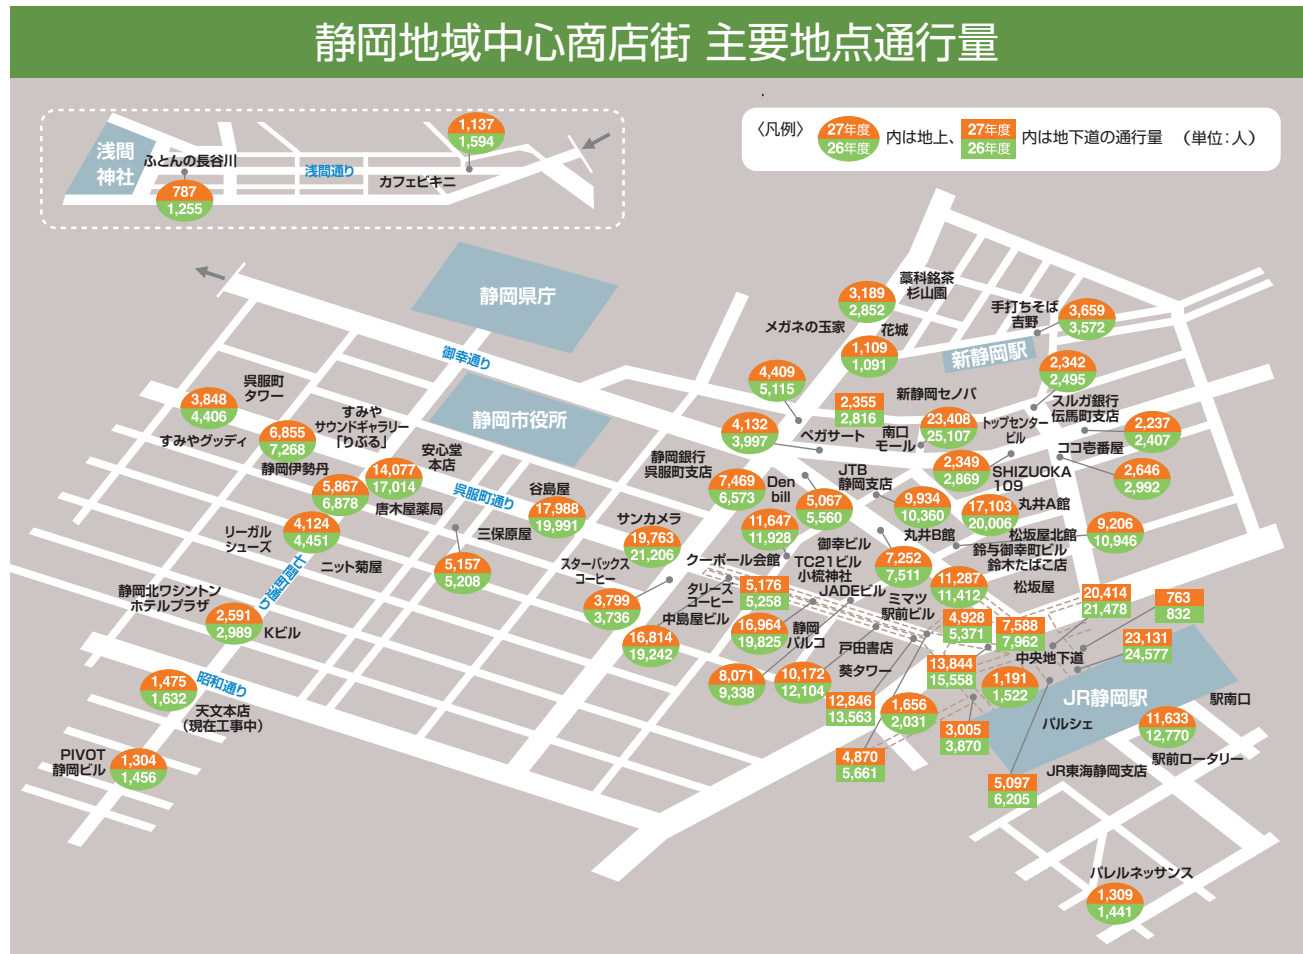 静岡地域中心商店街 主要地点通行量
〈凡例〉
27年度
26年度
内は地上、
27年度
26年度
内は地下道の通行量 （単位：人）
浅間
神社
ふとんの長谷川
787
1,255
浅間通り
カフェビキニ
1,137
1,594
静岡県庁
御幸通り
静岡市役所
藁科銘茶
杉山園
3,189
2,852
メガネの玉家
花城
1,109
1,091
手打ちそば
吉野
3,659
3,572
新静岡駅
4,409
5,115
2,342
2,495
新静岡セノバ
2,355
2,816
23,408
25,107
南口
モール
トップセンター
ビル
スルガ銀行
伝馬町支店
2,237
2,407
ココ壱番屋
2,646
2,992
4,132
3,997
ペガサート
2,349
2,869
SHIZUOKA
109
呉服町
タワー
3,848
4,406
すみやグッディ
6,855
7,268
すみや
サウンドギャラリー
「りぶる」
静岡伊勢丹
14,077
17,014
安心堂
本店
5,867
6,878
唐木屋薬局
呉服町通り
谷島屋
17,988
19,991
静岡銀行
呉服町支店
7,469
6,573
Den
bill
5,067
5,560
JTB
静岡支店
9,934
10,360
17,103
20,006
丸井A館
丸井B館
松坂屋北館
9,206
10,946
鈴与御幸町ビル
鈴木たばこ店
リーガル
シューズ
4,124
4,451
三保原屋
5,157
5,208
サンカメラ
19,763
21,206
11,647
11,928
御幸ビル
7,252
7,511
クーポール会館
TC21ビル
小梳神社
11,287
11,412
松坂屋
ニット菊屋
七間町通り
スターバックス
コーヒー
3,799
3,736
タリーズ
コーヒー
5,176
5,258
JADEビル
ミマツ
駅前ビル
20,414
21,478
763
832
静岡北ワシントン
ホテルプラザ
2,591
2,989
Kビル
中島屋ビル
16,814
19,242
16,964
19,825
静岡
パルコ
4,928
5,371
7,588
7,962
23,131
24,577
戸田書店
中央地下道
葵タワー
8,071
9,338
10,172
12,104
13,844
15,558
1,191
1,522
昭和通り
1,475
1,632
天文本店
（現在工事中）
12,846
13,563
1,656
2,031
JR静岡駅
駅南口
3,005
3,870
パルシェ
11,633
12,770
PIVOT
静岡ビル
1,304
1,456
4,870
5,661
駅前ロータリー
JR東海静岡支店
5,097
6,205
パレルネッサンス
1,309
1,441